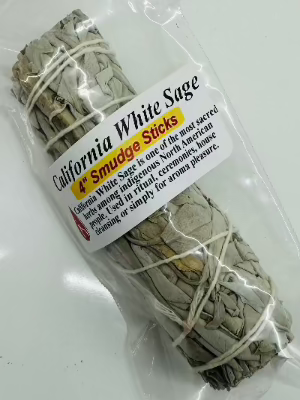 California White Sage
4" Smudge Sticks
California White Sage is one of the most sacred
herbs among indigenous North American
people. Used in ritual, ceremonies, house
cleansing or simply for aroma pleasure.